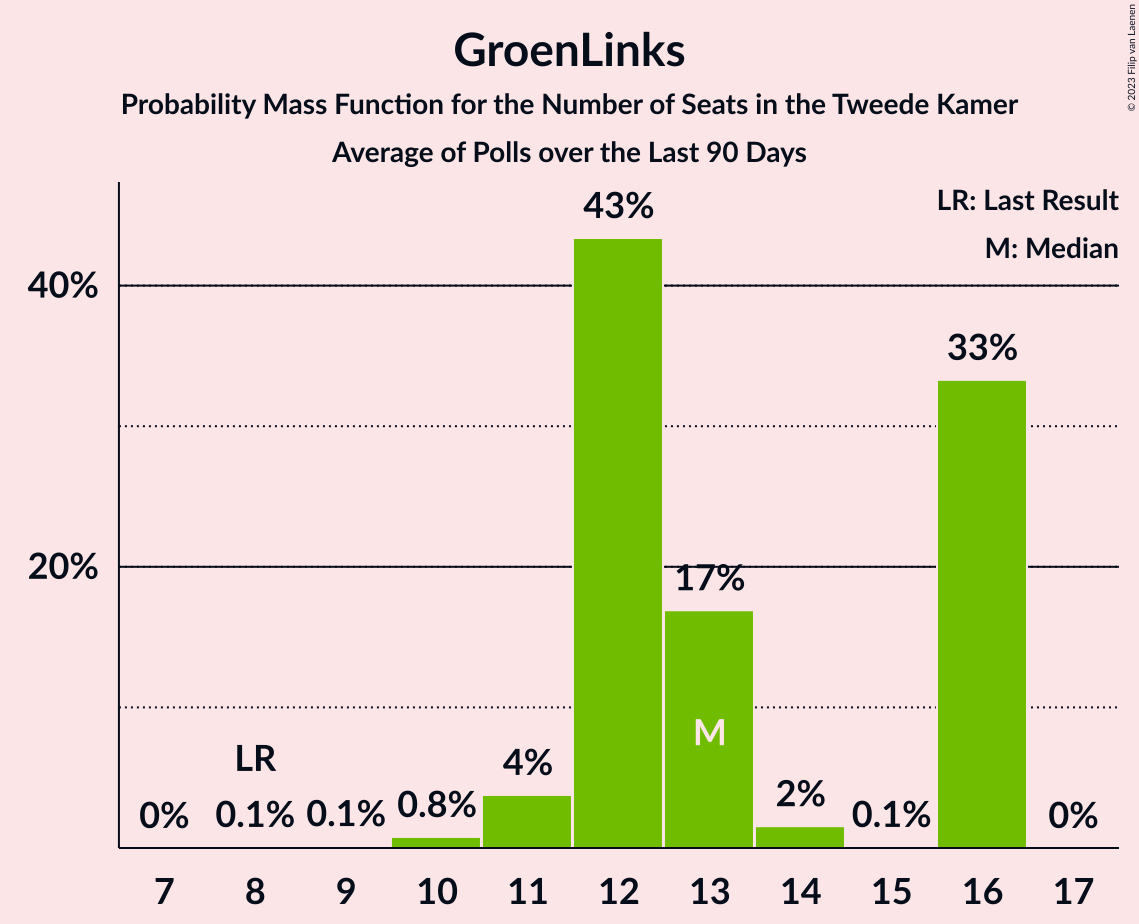 GroenLinks
Probability Mass Function for the Number of Seats in the Tweede Kamer
Average of Polls over the Last 90 Days
© 2023 Filip van Laenen
LR: Last Result
M: Median
43%
40%
33%
20%
17%
M
LR
4%
2%
0%
0.1%
0.1%
0.8%
0.1%
0%
7 8 9 10 11 12 13 14 15 16 17